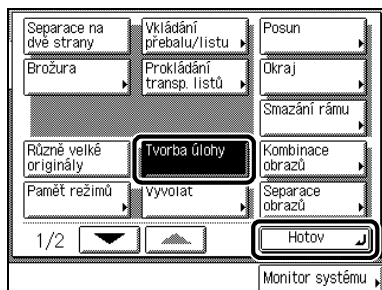 Separace na
dvě strany
Vkládání
přebalu/listu
Posun
Brožura
Prokládání
transp. listů
Okraj
Smazání rámu
Různě velké
originály
Tvorba úlohy
Kombinace
obrazů
Paměť režimů
Vyvolat
Separace
obrazů
1/2
Hotov
Monitor systému